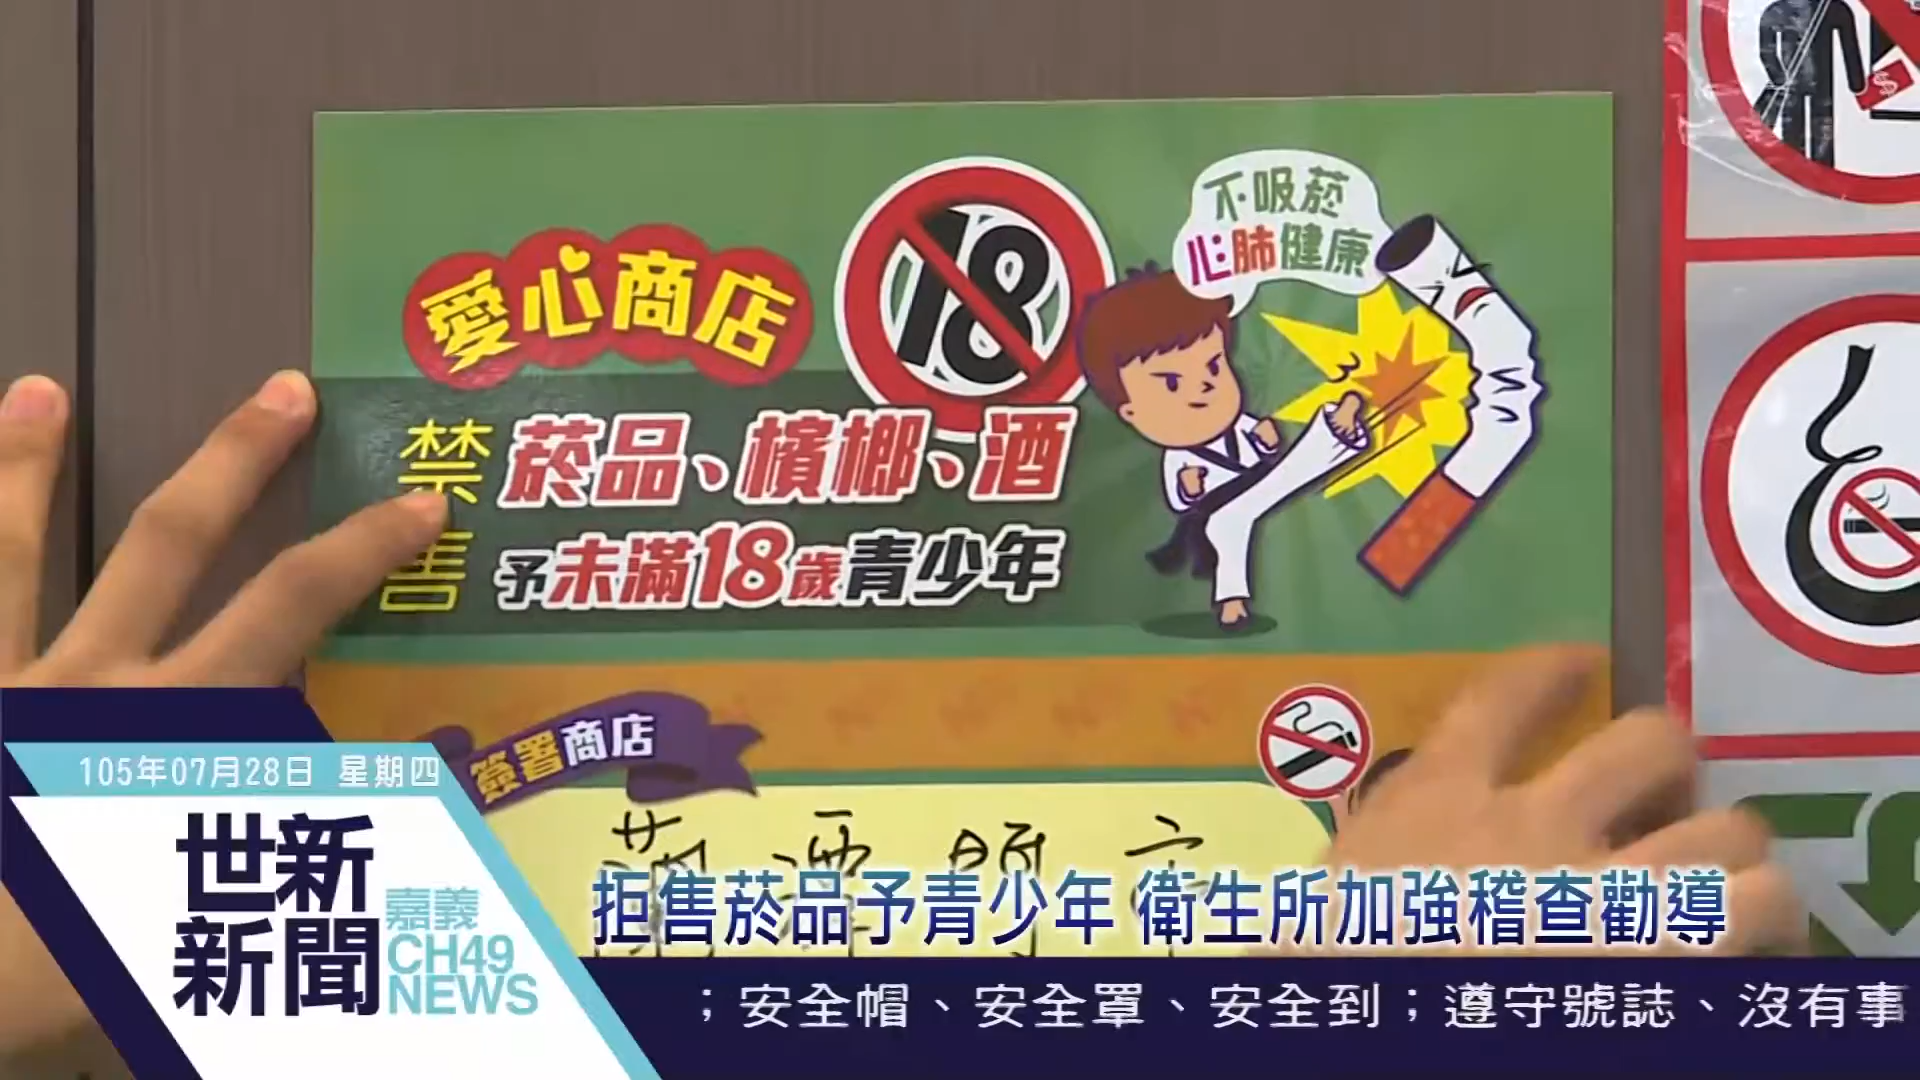 不吸菸
心肺健康
愛心商店
18
禁售
菸品、檳榔、酒
予未滿18歲青少年
簽署商店
105年07月28日 星期四
世新
新聞
嘉義
CH49
NEWS
拒售菸品予青少年 衛生所加強稽查勸導
；安全帽、安全罩、安全到；遵守號誌、沒有事